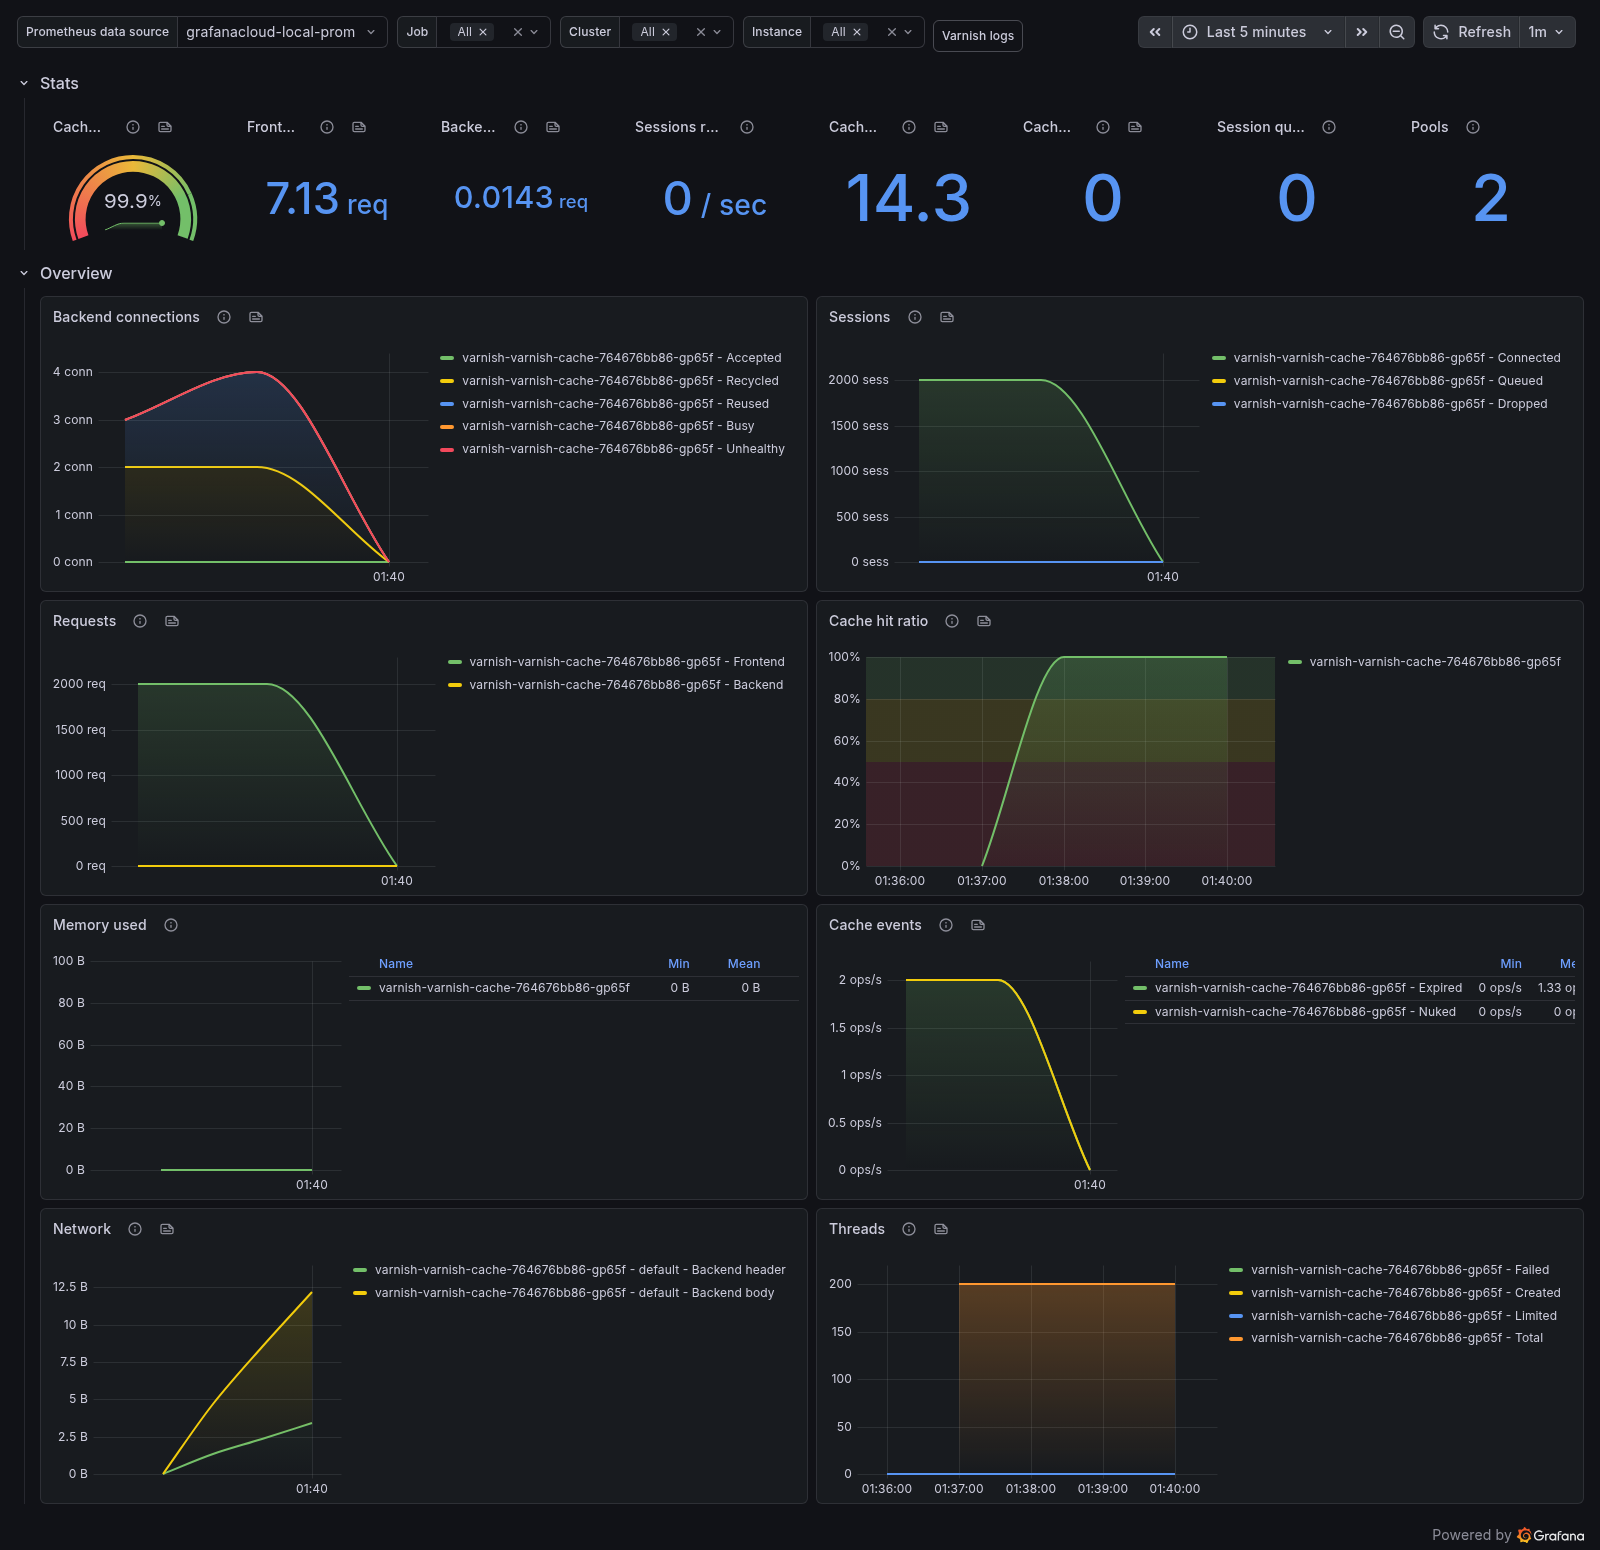 Prometheus data source grafanacloud-local-prom Job All Cluster All Instance All Varnish logs Last 5 minutes Refresh 1m
Stats
Cach... Front... Backe... Sessions r... Cach... Cach... Session qu... Pools
99.9% 7.13 req 0.0143 req 0 / sec 14.3 0 0 2
Overview
Backend connections
4 conn
3 conn
2 conn
1 conn
0 conn
01:40
varnish-varnish-cache-764676bb86-gp65f - Accepted
varnish-varnish-cache-764676bb86-gp65f - Recycled
varnish-varnish-cache-764676bb86-gp65f - Reused
varnish-varnish-cache-764676bb86-gp65f - Busy
varnish-varnish-cache-764676bb86-gp65f - Unhealthy
Sessions
2000 sess
1500 sess
1000 sess
500 sess
0 sess
01:40
varnish-varnish-cache-764676bb86-gp65f - Connected
varnish-varnish-cache-764676bb86-gp65f - Queued
varnish-varnish-cache-764676bb86-gp65f - Dropped
Requests
2000 req
1500 req
1000 req
500 req
0 req
01:40
varnish-varnish-cache-764676bb86-gp65f - Frontend
varnish-varnish-cache-764676bb86-gp65f - Backend
Cache hit ratio
100%
80%
60%
40%
20%
0%
01:36:00 01:37:00 01:38:00 01:39:00 01:40:00
varnish-varnish-cache-764676bb86-gp65f
Memory used
100 B
80 B
60 B
40 B
20 B
0 B
01:40
Name Min Mean
varnish-varnish-cache-764676bb86-gp65f 0 B 0 B
Cache events
2 ops/s
1.5 ops/s
1 ops/s
0.5 ops/s
0 ops/s
01:40
Name Min Me
varnish-varnish-cache-764676bb86-gp65f - Expired 0 ops/s 1.33 op
varnish-varnish-cache-764676bb86-gp65f - Nuked 0 ops/s 0 op
Network
12.5 B
10 B
7.5 B
5 B
2.5 B
0 B
01:40
varnish-varnish-cache-764676bb86-gp65f - default - Backend header
varnish-varnish-cache-764676bb86-gp65f - default - Backend body
Threads
200
150
100
50
0
01:36:00 01:37:00 01:38:00 01:39:00 01:40:00
varnish-varnish-cache-764676bb86-gp65f - Failed
varnish-varnish-cache-764676bb86-gp65f - Created
varnish-varnish-cache-764676bb86-gp65f - Limited
varnish-varnish-cache-764676bb86-gp65f - Total
Powered by Grafana